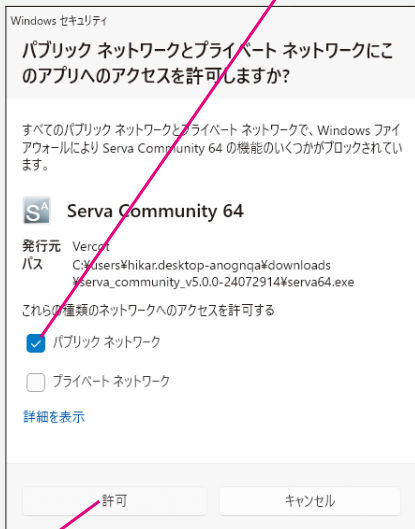 Windows セキュリティ
パブリック ネットワークとプライベート ネットワークにこ
のアプリへのアクセスを許可しますか?
すべてのパブリック ネットワークとプライベート ネットワークで、Windows ファイ
アウォールにより Serva Community 64 の機能のいくつかがブロックされてい
ます。
SA Serva Community 64
発行元 Vercot
パス C:¥users¥hikar.desktop-anognqa¥downloads
¥serva_community_v5.0.0-24072914¥serva64.exe
これらの種類のネットワークへのアクセスを許可する
パブリック ネットワーク
プライベート ネットワーク
詳細を表示
許可 キャンセル